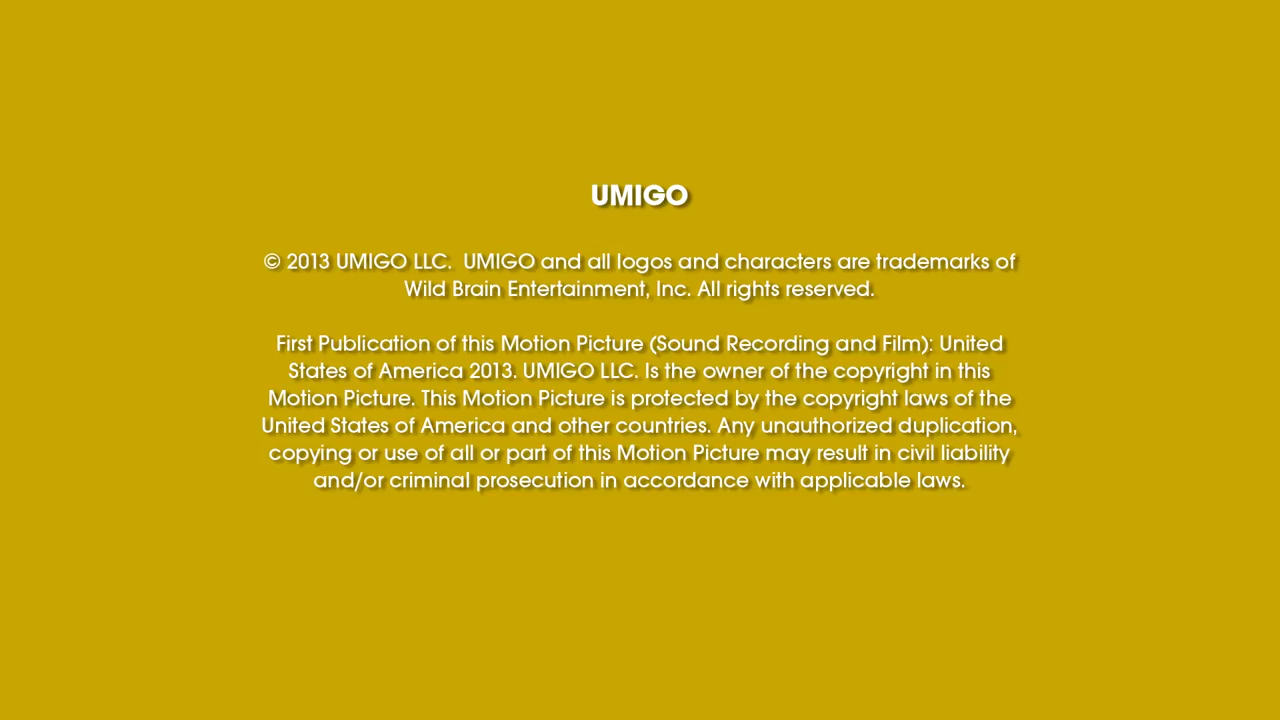 UMIGO
© 2013 UMIGO LLC.  UMIGO and all logos and characters are trademarks of
Wild Brain Entertainment, Inc. All rights reserved.
First Publication of this Motion Picture (Sound Recording and Film): United
States of America 2013. UMIGO LLC. Is the owner of the copyright in this
Motion Picture. This Motion Picture is protected by the copyright laws of the
United States of America and other countries. Any unauthorized duplication,
copying or use of all or part of this Motion Picture may result in civil liability
and/or criminal prosecution in accordance with applicable laws.